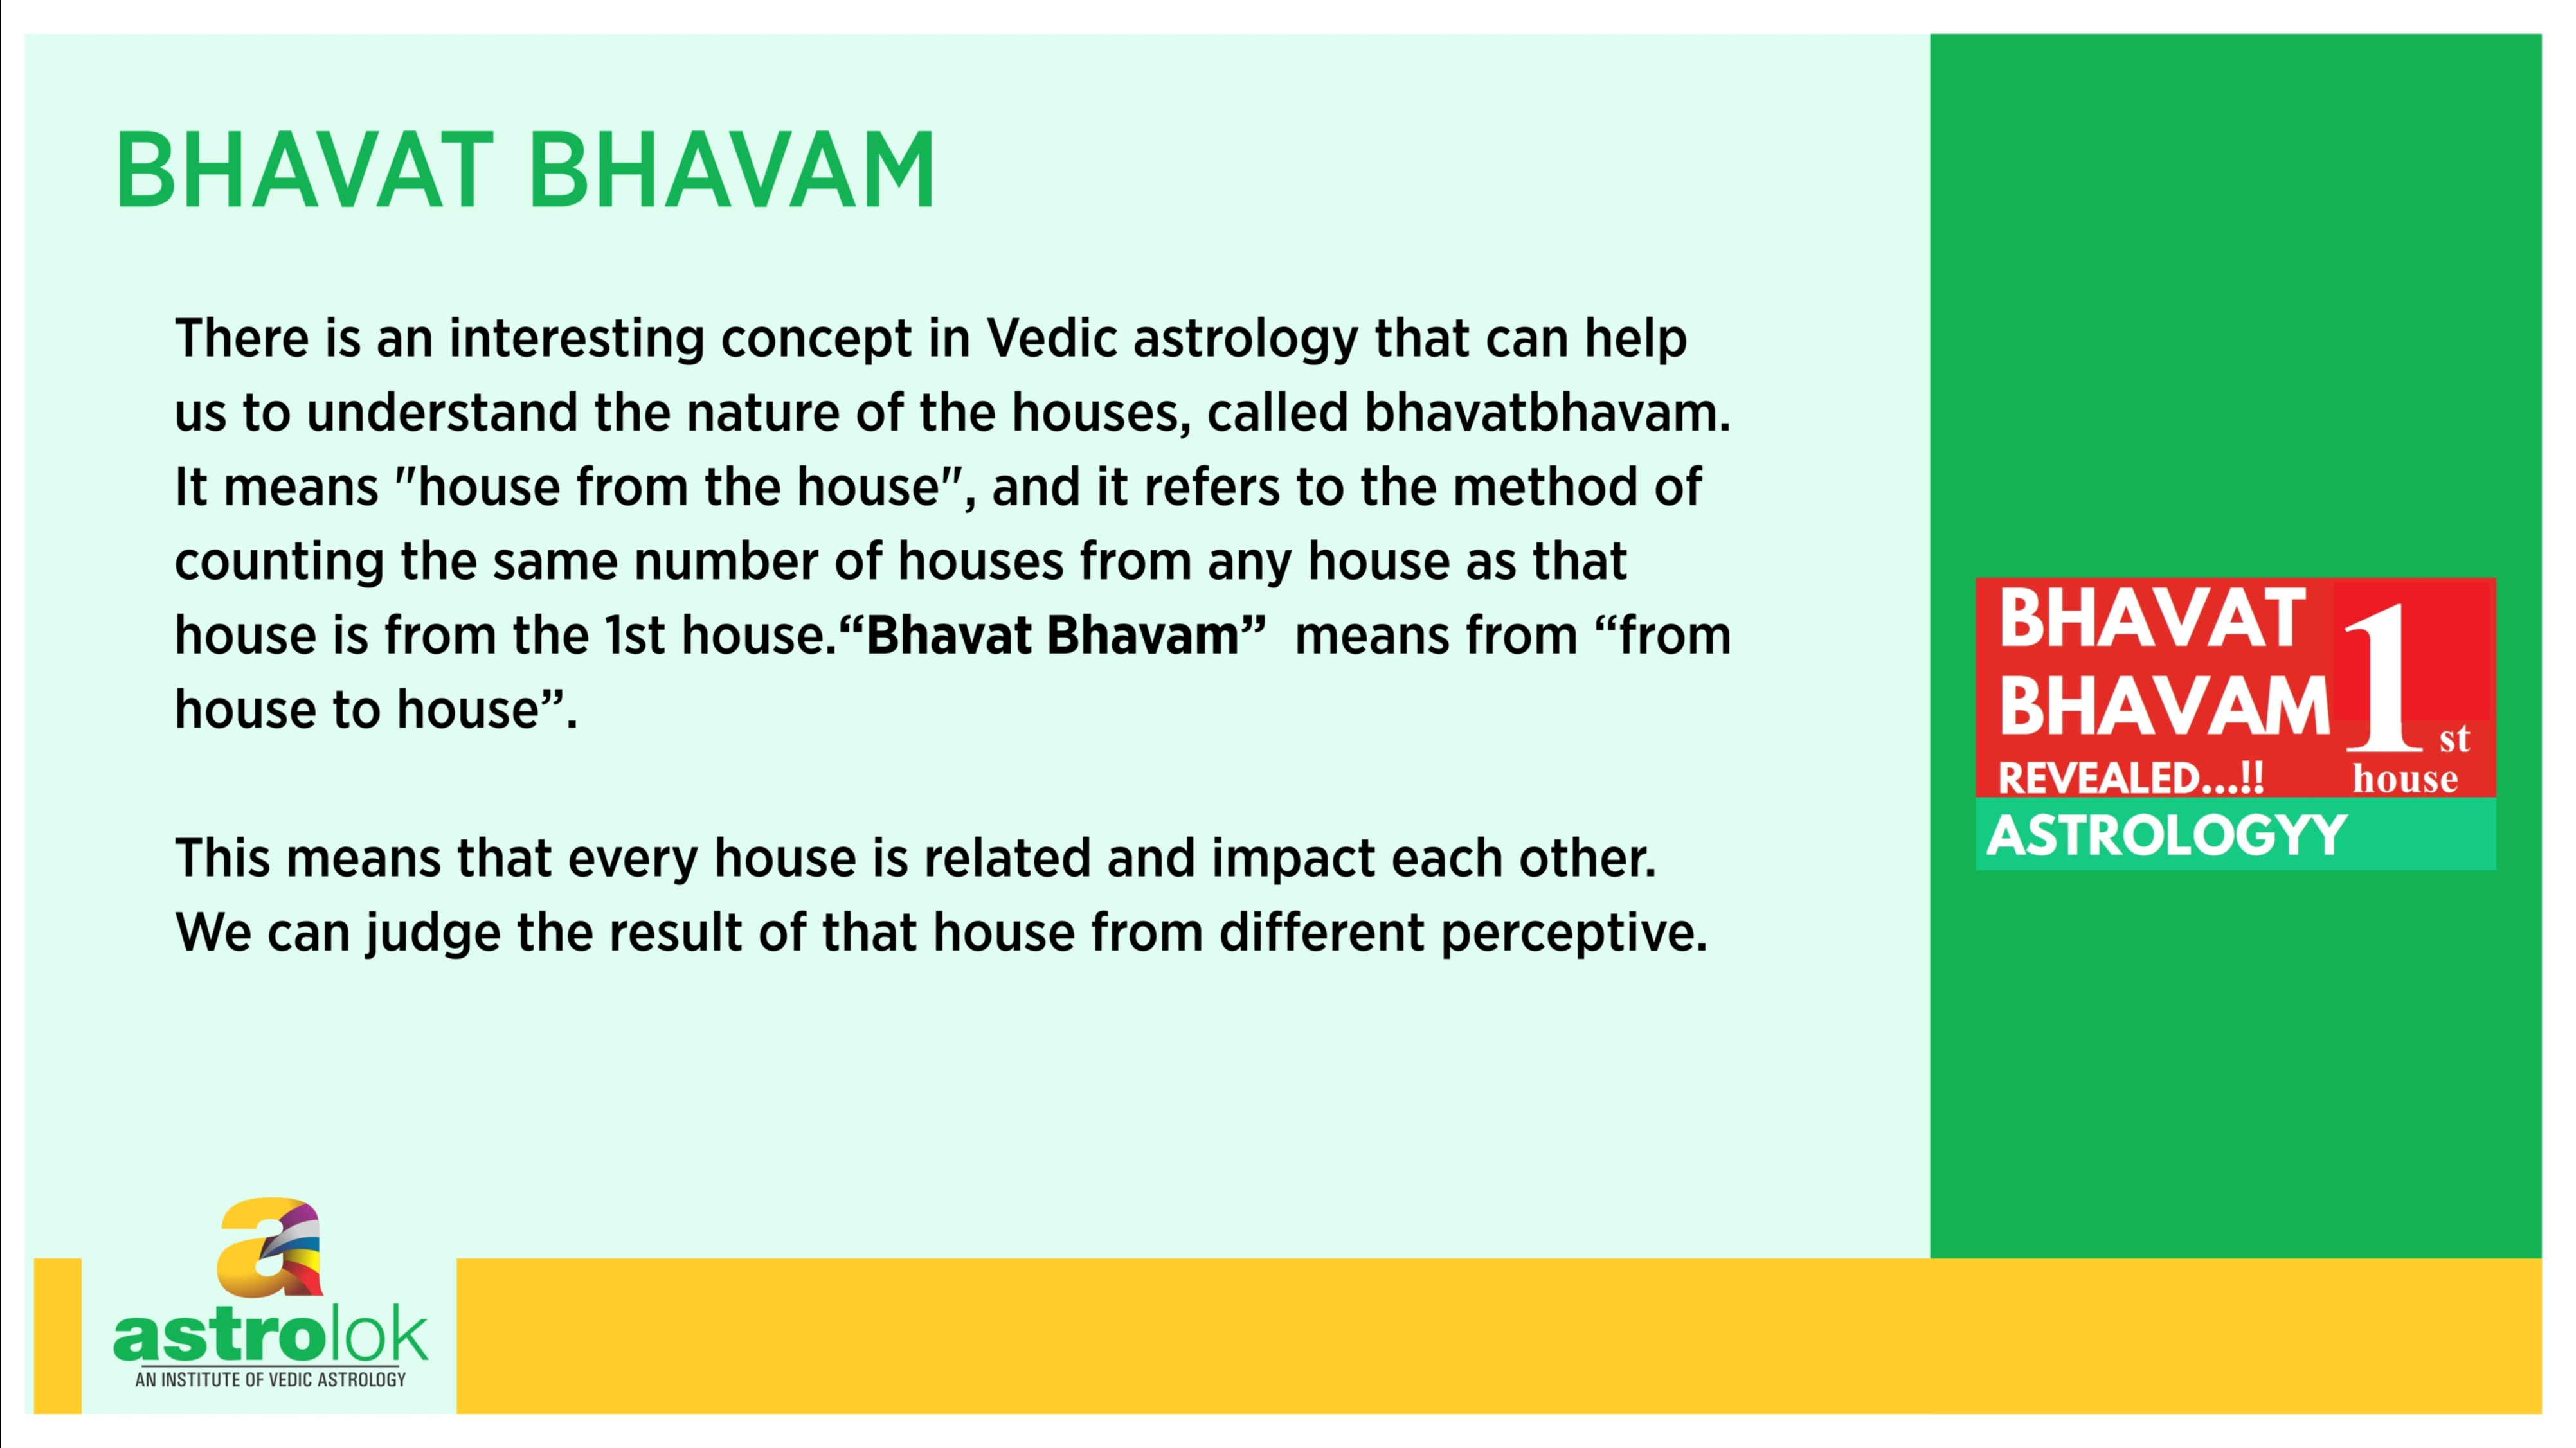 BHAVAT BHAVAM
There is an interesting concept in Vedic astrology that can help
us to understand the nature of the houses, called bhavatbhavam.
It means "house from the house", and it refers to the method of
counting the same number of houses from any house as that
house is from the 1st house.“Bhavat Bhavam”  means from “from
house to house”.
This means that every house is related and impact each other.
We can judge the result of that house from different perceptive.
BHAVAT
BHAVAM
1 st
REVEALED...!!
house
ASTROLOGYY
a
astrolok
AN INSTITUTE OF VEDIC ASTROLOGY